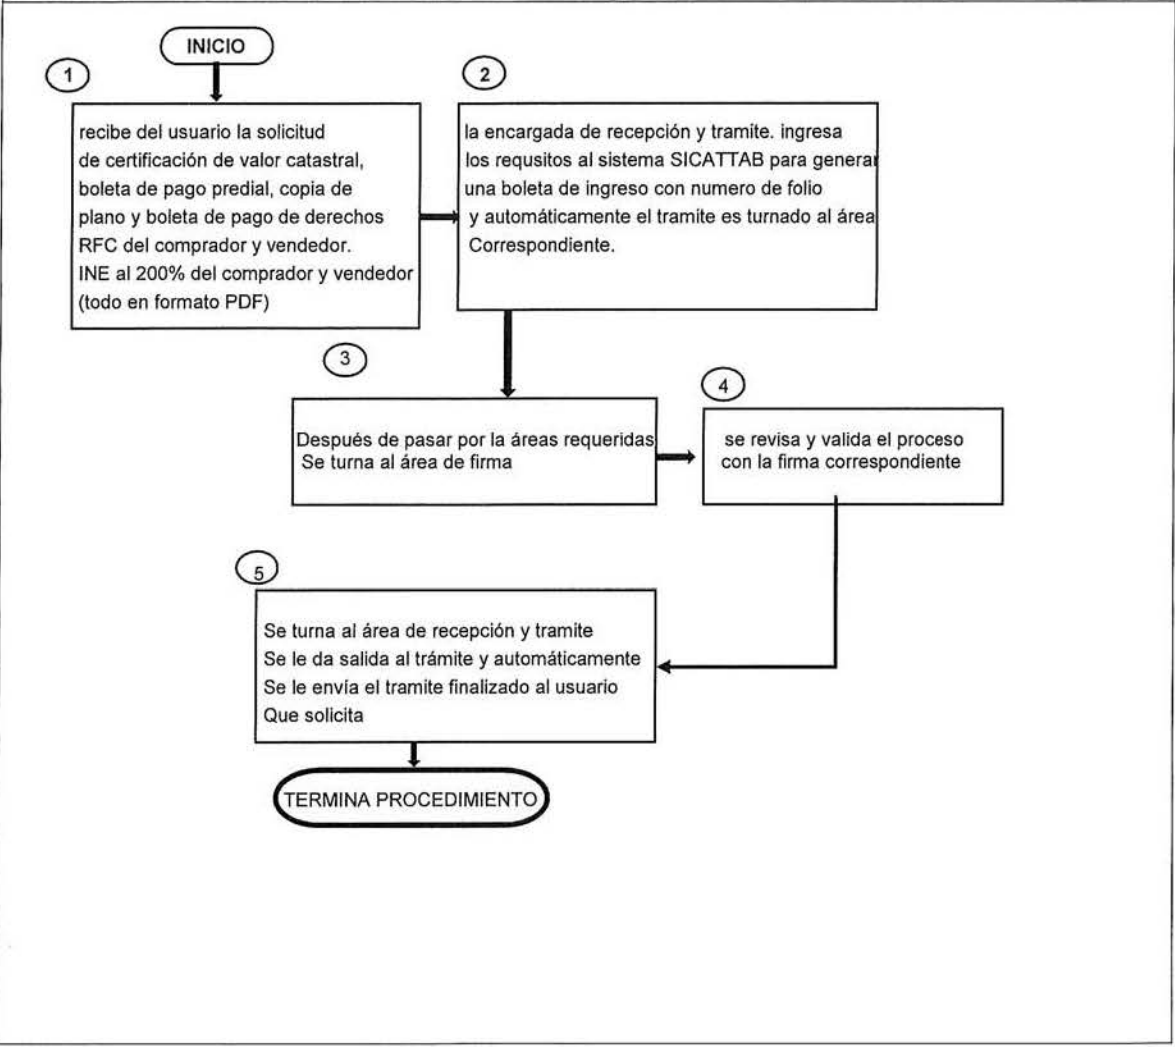 INICIO
1
recibe del usuario la solicitud
de certificación de valor catastral,
boleta de pago predial, copia de
plano y boleta de pago de derechos
RFC del comprador y vendedor.
INE al 200% del comprador y vendedor
(todo en formato PDF)
2
la encargada de recepción y tramite. ingresa
los requsitos al sistema SICATTAB para generar
una boleta de ingreso con numero de folio
y automáticamente el tramite es turnado al área
Correspondiente.
3
Después de pasar por la áreas requeridas
Se turna al área de firma
4
se revisa y valida el proceso
con la firma correspondiente
5
Se turna al área de recepción y tramite
Se le da salida al trámite y automáticamente
Se le envía el tramite finalizado al usuario
Que solicita
TERMINA PROCEDIMIENTO